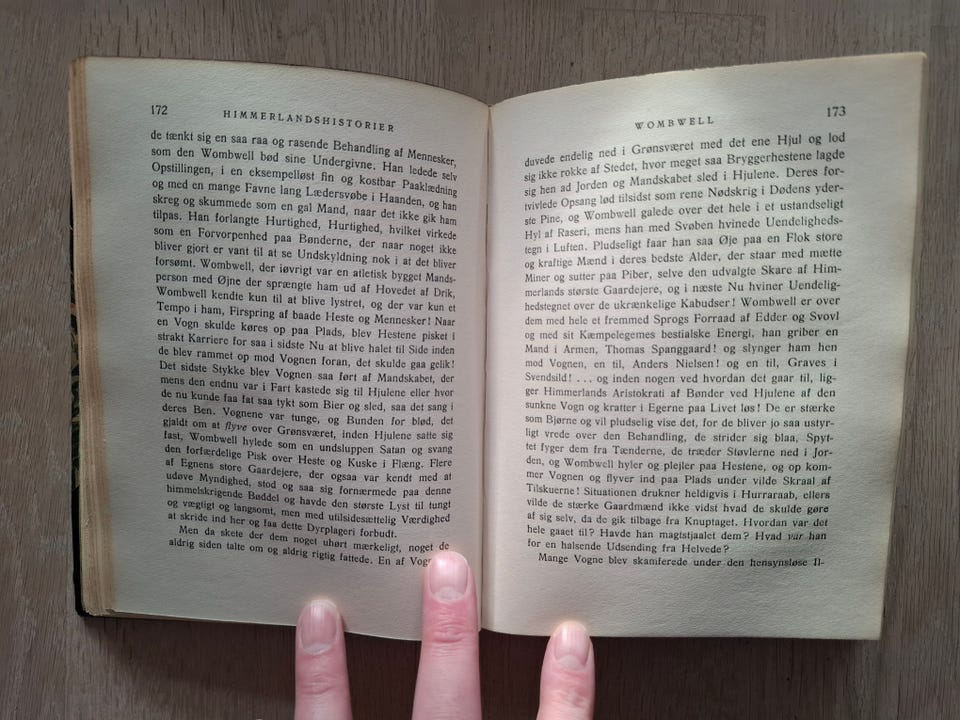 172
HIMMERLANDSHISTORIER
de tænkt sig en saa raa og rasende Behandling af Mennesker,
som den Wombwell bød sine Undergivne. Han ledede selv
Opstillingen, i en eksempelløst fin og kostbar Paaklædning
og med en mange Favne lang Lædersvøbe i Haanden, og han
skreg og skummede som en gal Mand, naar det ikke gik ham
tilpas. Han forlangte Hurtighed, Hurtighed, hvilket virkede
som en Forvorpenhed paa Bønderne, der naar noget ikke
bliver gjort er vant til at se Undskyldning nok i at det bliver
forsømt. Wombwell, der iøvrigt var en atletisk bygget Mands-
person med Øjne der sprængte ham ud af Hovedet af Drik,
Wombwell kendte kun til at blive lystret, og der var kun et
Tempo i ham, Firspring af baade Heste og Mennesker! Naar
en Vogn skulde køres op paa Plads, blev Hestene pisket i
strakt Karriere for saa i sidste Nu at blive halet til Side inden
de blev rammet op mod Vognen foran, det skulde gaa gelik!
Det sidste Stykke blev Vognen saa ført af Mandskabet, der
mens den endnu var i Fart kastede sig til Hjulene eller hvor
de nu kunde faa fat saa tykt som Bier og sled, saa det sang i
deres Ben. Vognene var tunge, og Bunden for blød, det
gjaldt om at flyve over Grønsværet, inden Hjulene satte sig
fast, Wombwell hylede som en undsluppen Satan og svang
den forfærdelige Pisk over Heste og Kuske i Flæng. Flere
af Egnens store Gaardejere, der ogsaa var kendt med at
udøve Myndighed, stod og saa sig fornærmede paa denne
himmelskrigende Bøddel og havde den største Lyst til tungt
og vægtigt og langsomt, men med utilsidesættelig Værdighed
at skride ind her og faa dette Dyrplageri forbudt.
Men da skete der dem noget uhørt mærkeligt, noget de
aldrig siden talte om og aldrig rigtig fattede. En af
173
WOMBWELL
duvede endelig ned i Grønsværet med det ene Hjul og lod
sig ikke rokke af Stedet, hvor meget saa Bryggerhestene lagde
sig hen ad Jorden og Mandskabet sled i Hjulene. Deres for-
tvivlede Opsang lød tilsidst som rene Nødskrig i Dødens yder-
ste Pine, og Wombwell galede over det hele i et ustandseligt
Hyl af Raseri, mens han med Svøben hvinede Uendeligheds-
tegn i Luften. Pludseligt faar han saa Øje paa en Flok store
og kraftige Mænd i deres bedste Alder, der staar med mætte
Miner og sutter paa Piber, selve den udvalgte Skare af Him-
merlands største Gaardejere, og i næste Nu hviner Uendelig-
hedstegnet over de ukrænkelige Kabudser! Wombwell er over
dem med hele et fremmed Sprogs Forraad af Edder og Svovl
og med sit Kæmpelegemes bestialske Energi, han griber en
Mand i Armen, Thomas Spanggaard! og slynger ham hen
mod Vognen, en til, Anders Nielsen! og en til, Graves i
Svendsild! . . . og inden nogen ved hvordan det gaar til, lig-
ger Himmerlands Aristokrati af Bønder ved Hjulene af den
sunkne Vogn og kratter i Egerne paa Livet løs! De er stærke
som Bjørne og vil pludselig vise det, for de bliver jo saa ustyr-
ligt vrede over den Behandling, de strider sig blaa, Spyt-
tet fyger dem fra Tænderne, de træder Støvlerne ned i Jor-
den, og Wombwell hyler og plejler paa Hestene, og op kom-
mer Vognen og flyver ind paa Plads under vilde Skraal af
Tilskuerne! Situationen drukner heldigvis i Hurraraab, ellers
vilde de stærke Gaardmænd ikke vidst hvad de skulde gøre
af sig selv, da de gik tilbage fra Knuptaget. Hvordan var det
hele gaaet til? Havde han magtstjaalet dem? Hvad var han
for en halsende Udsending fra Helvede?
Mange Vogne blev skamferede under den hensynsløse Il-